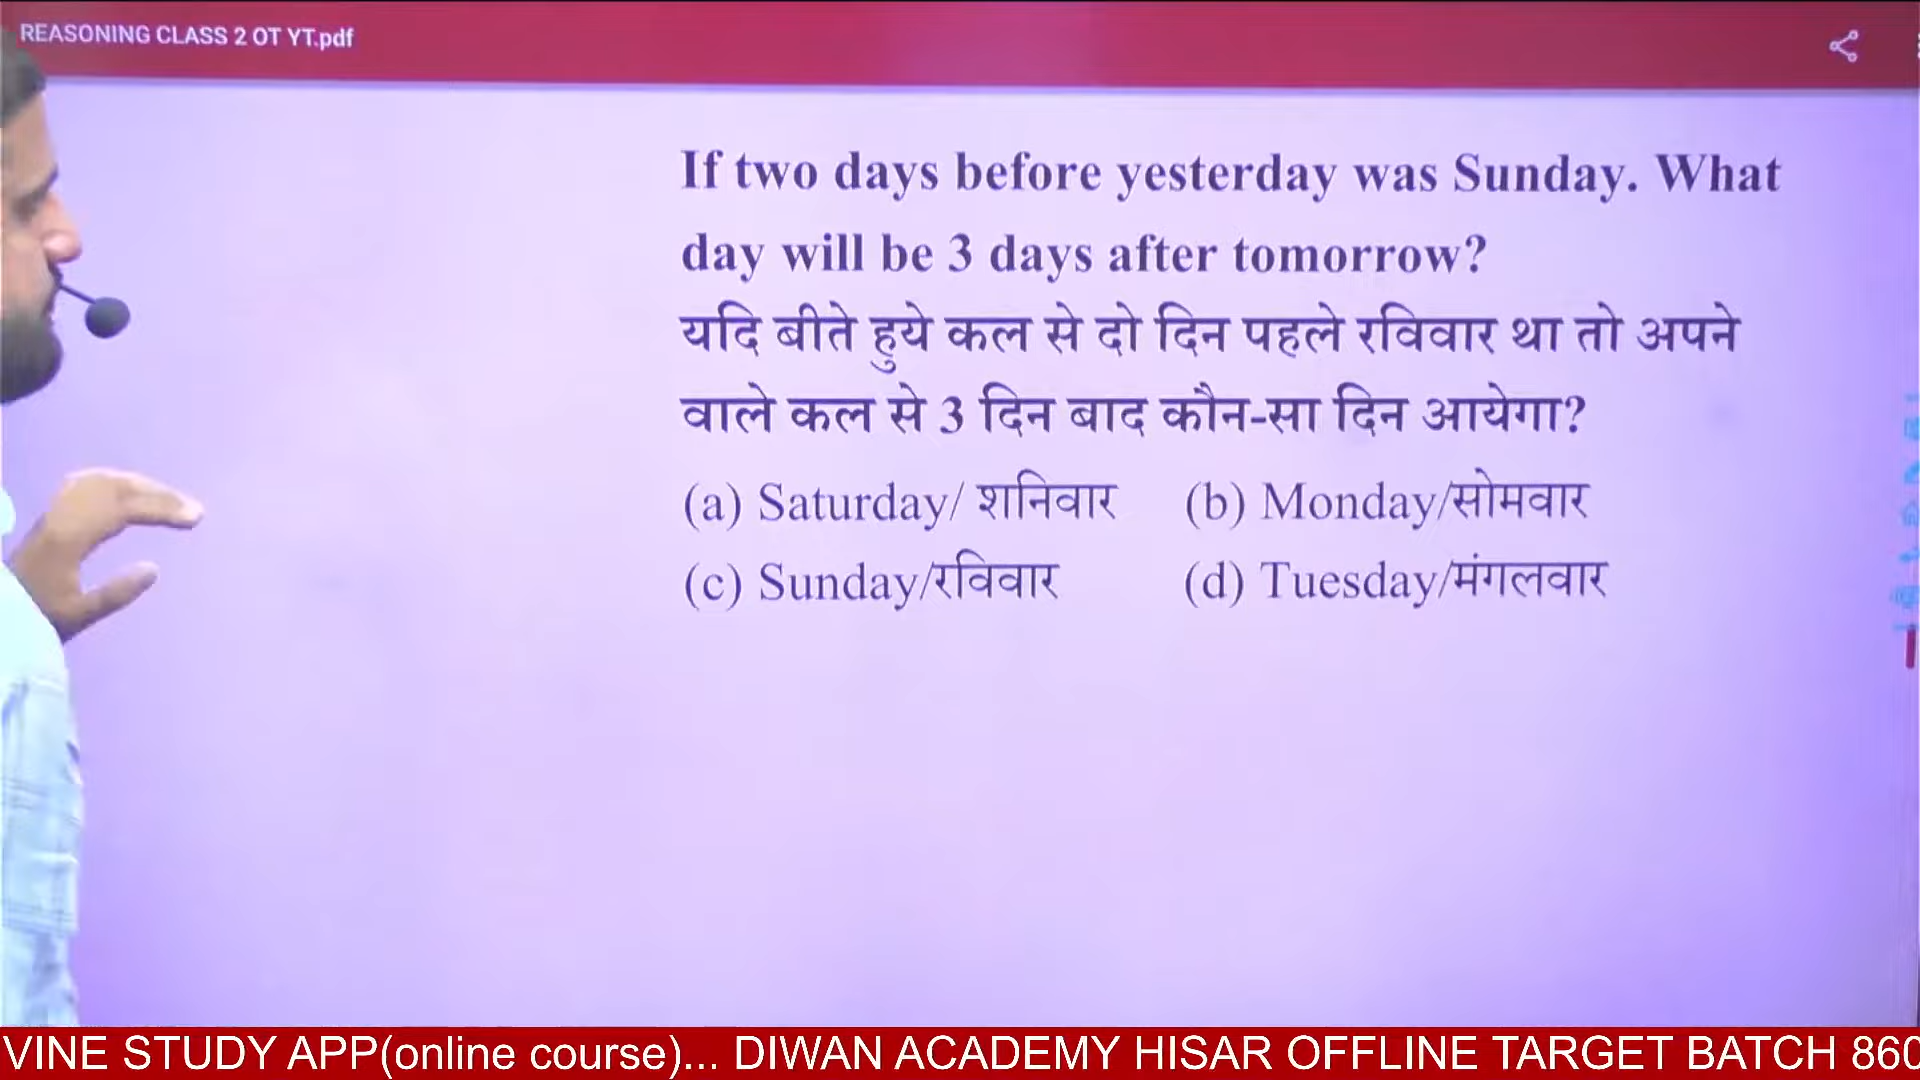 REASONING CLASS 2 OT YT.pdf
If two days before yesterday was Sunday. What
day will be 3 days after tomorrow?
यदि बीते हुये कल से दो दिन पहले रविवार था तो अपने
वाले कल से 3 दिन बाद कौन-सा दिन आयेगा?
(a) Saturday/ शनिवार (b) Monday/सोमवार
(c) Sunday/रविवार (d) Tuesday/मंगलवार
VINE STUDY APP(online course)... DIWAN ACADEMY HISAR OFFLINE TARGET BATCH 860